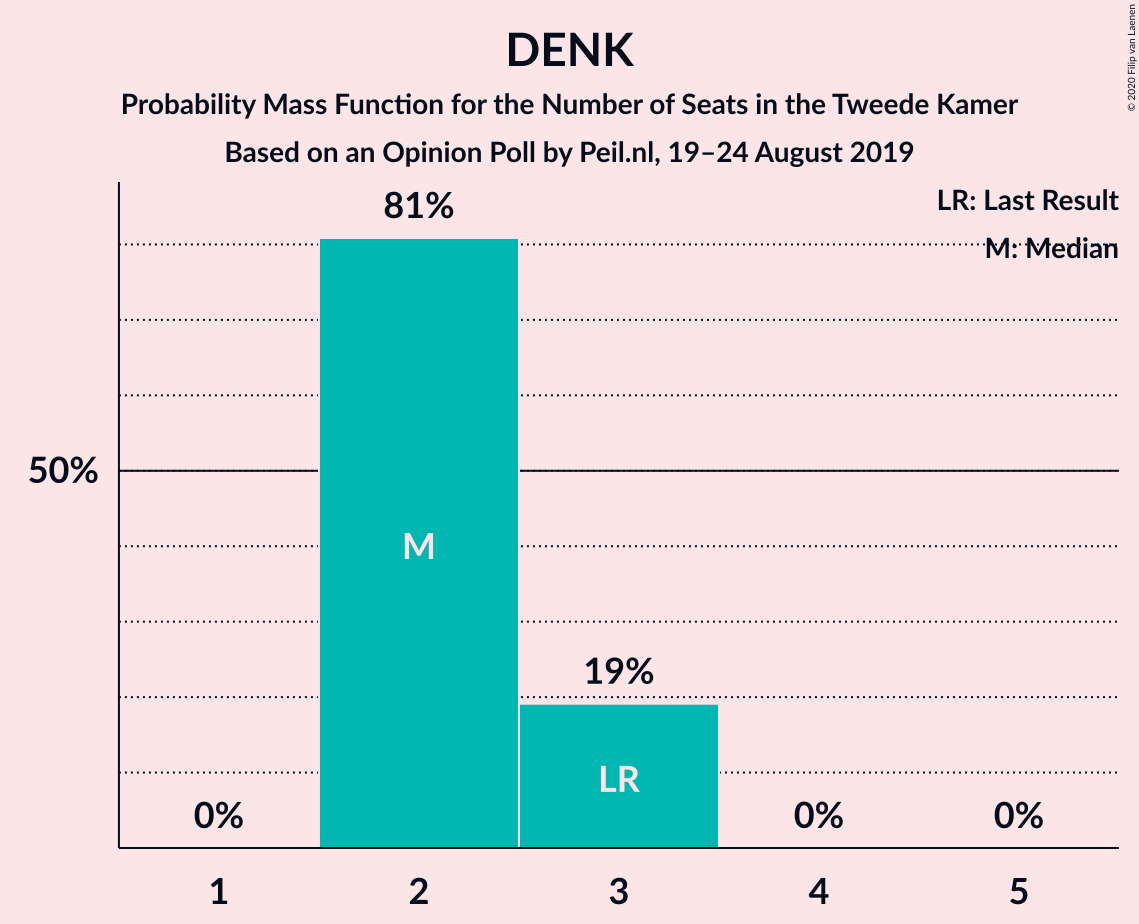 DENK
Probability Mass Function for the Number of Seats in the Tweede Kamer
Based on an Opinion Poll by Peil.nl, 19–24 August 2019
© 2020 Filip van Laenen
LR: Last Result
M: Median
81%
50%
M
19%
LR
0%
0%
0%
1
2
3
4
5